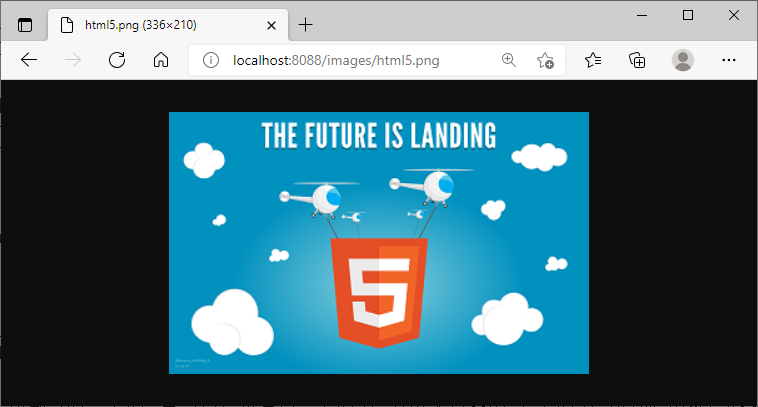 html5.png (336×210)
localhost:8088/images/html5.png
THE FUTURE IS LANDING
5